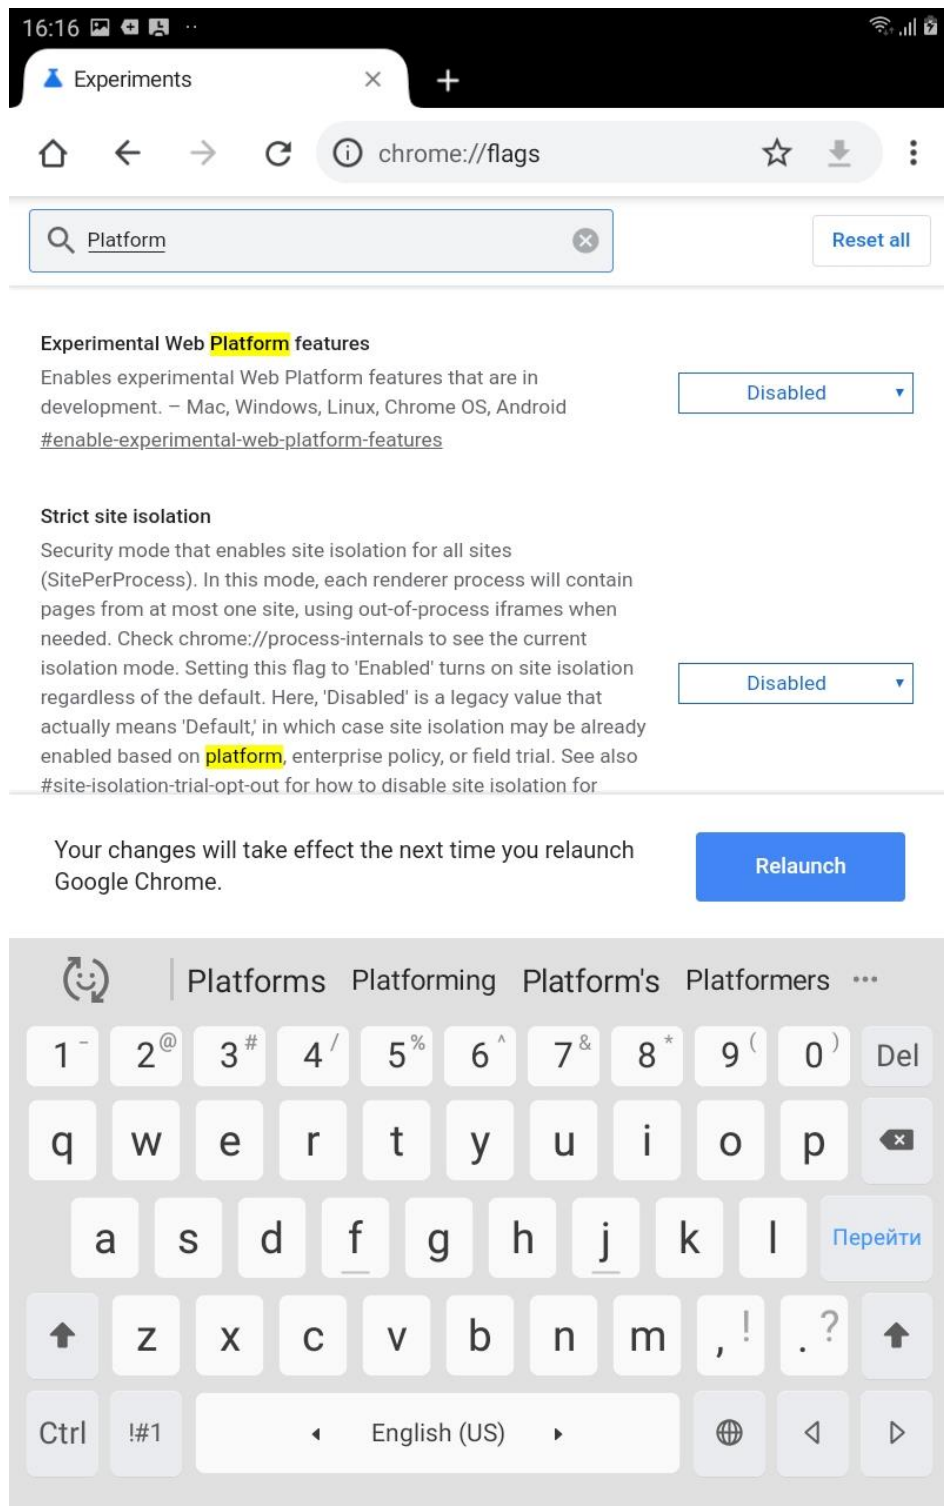 16:16
Experiments
chrome://flags
Platform
Reset all
Experimental Web Platform features
Enables experimental Web Platform features that are in
development. – Mac, Windows, Linux, Chrome OS, Android
#enable-experimental-web-platform-features
Disabled
Strict site isolation
Security mode that enables site isolation for all sites
(SitePerProcess). In this mode, each renderer process will contain
pages from at most one site, using out-of-process iframes when
needed. Check chrome://process-internals to see the current
isolation mode. Setting this flag to 'Enabled' turns on site isolation
regardless of the default. Here, 'Disabled' is a legacy value that
actually means 'Default,' in which case site isolation may be already
enabled based on platform, enterprise policy, or field trial. See also
#site-isolation-trial-opt-out for how to disable site isolation for
Disabled
Your changes will take effect the next time you relaunch
Google Chrome.
Relaunch
Platforms Platforming Platform's Platformers ...
1 - 2 @ 3 # 4 / 5 % 6 ^ 7 & 8 * 9 ( 0 ) Del
q w e r t y u i o p
a s d f g h j k l Перейти
z x c v b n m , ! . ?
Ctrl !#1 English (US)